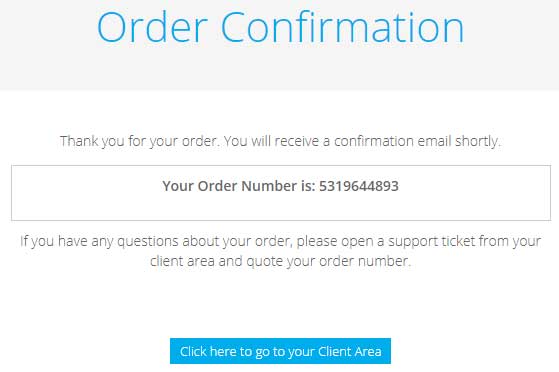 Order Confirmation
Thank you for your order. You will receive a confirmation email shortly.
Your Order Number is: 5319644893
If you have any questions about your order, please open a support ticket from your
client area and quote your order number.
Click here to go to your Client Area